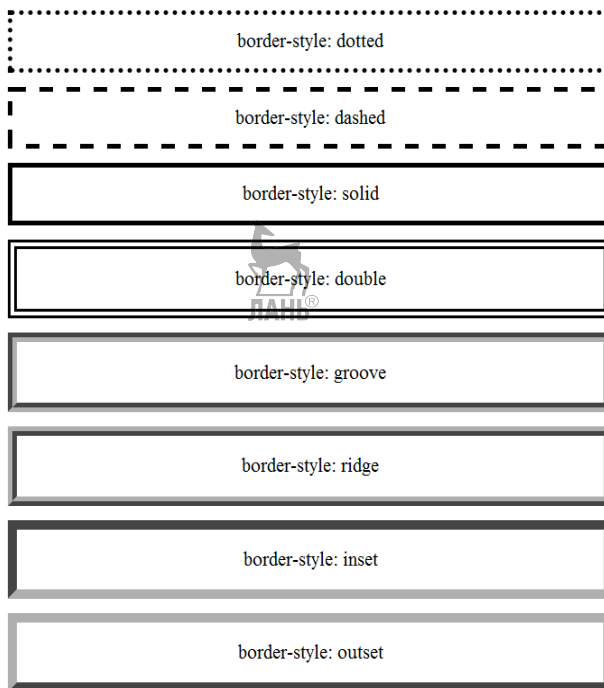 border-style: dotted
border-style: dashed
border-style: solid
border-style: double
ЛАНЬ®
border-style: groove
border-style: ridge
border-style: inset
border-style: outset